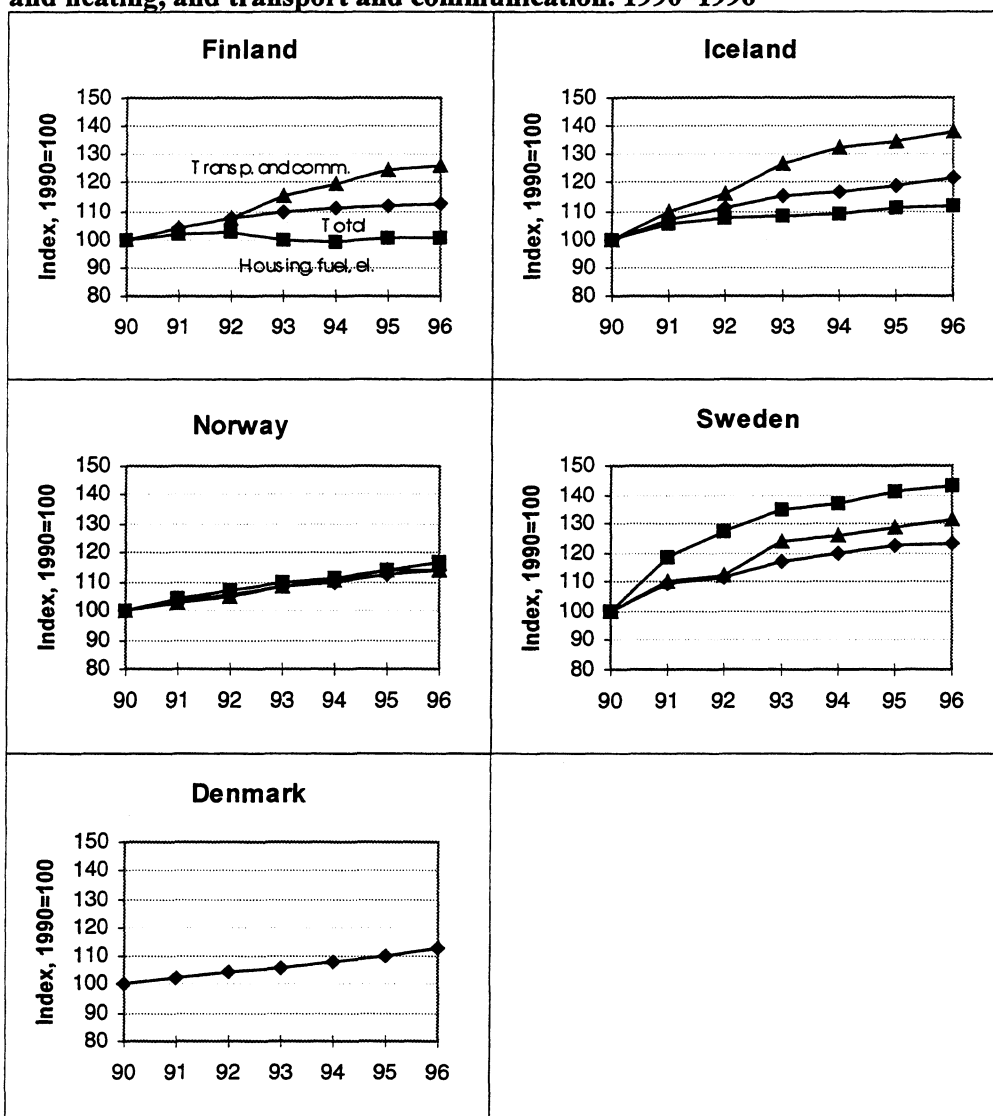 and heating, and transport and communication. 1990–1996
Finland
Index, 1990=100
150
140
130
120
110
100
90
80
Transp. and comm.
Total
Housing, fuel, el.
90 91 92 93 94 95 96
Iceland
Index, 1990=100
150
140
130
120
110
100
90
80
90 91 92 93 94 95 96
Norway
Index, 1990=100
150
140
130
120
110
100
90
80
90 91 92 93 94 95 96
Sweden
Index, 1990=100
150
140
130
120
110
100
90
80
90 91 92 93 94 95 96
Denmark
Index, 1990=100
150
140
130
120
110
100
90
80
90 91 92 93 94 95 96